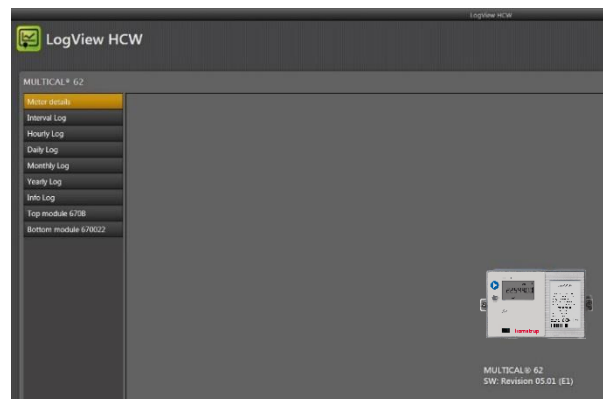 LogView HCW
LogView HCW
MULTICAL® 62
Meter details
Interval Log
Hourly Log
Daily Log
Monthly Log
Yearly Log
Info Log
Top module 670B
Bottom module 670022
kamstrup
MULTICAL® 62
SW: Revision 05.01 (E1)